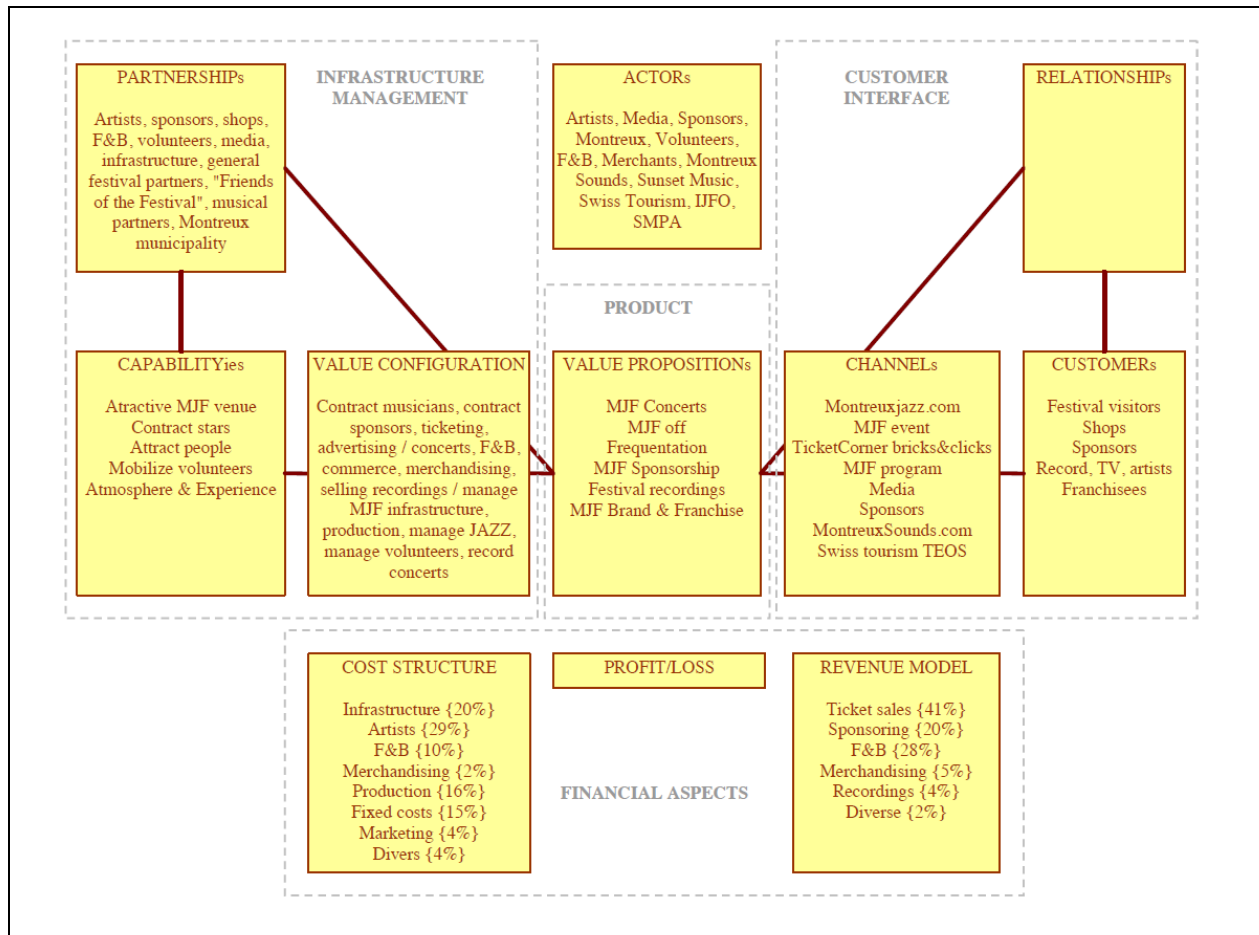 PARTNERSHIPs
Artists, sponsors, shops,
F&B, volunteers, media,
infrastructure, general
festival partners, "Friends
of the Festival", musical
partners, Montreux
municipality
INFRASTRUCTURE
MANAGEMENT
ACTORs
Artists, Media, Sponsors,
Montreux, Volunteers,
F&B, Merchants, Montreux
Sounds, Sunset Music,
Swiss Tourism, IJFO,
SMPA
CUSTOMER
INTERFACE
RELATIONSHIPs
PRODUCT
CAPABILITYies
Atractive MJF venue
Contract stars
Attract people
Mobilize volunteers
Atmosphere & Experience
VALUE CONFIGURATION
Contract musicians, contract
sponsors, ticketing,
advertising / concerts, F&B,
commerce, merchandising,
selling recordings / manage
MJF infrastructure,
production, manage JAZZ,
manage volunteers, record
concerts
VALUE PROPOSITIONs
MJF Concerts
MJF off
Frequentation
MJF Sponsorship
Festival recordings
MJF Brand & Franchise
CHANNELs
Montreuxjazz.com
MJF event
TicketCorner bricks&clicks
MJF program
Media
Sponsors
MontreuxSounds.com
Swiss tourism TEOS
CUSTOMERs
Festival visitors
Shops
Sponsors
Record, TV, artists
Franchisees
COST STRUCTURE
Infrastructure {20%}
Artists {29%}
F&B {10%}
Merchandising {2%}
Production {16%}
Fixed costs {15%}
Marketing {4%}
Divers {4%}
PROFIT/LOSS
FINANCIAL ASPECTS
REVENUE MODEL
Ticket sales {41%}
Sponsoring {20%}
F&B {28%}
Merchandising {5%}
Recordings {4%}
Diverse {2%}